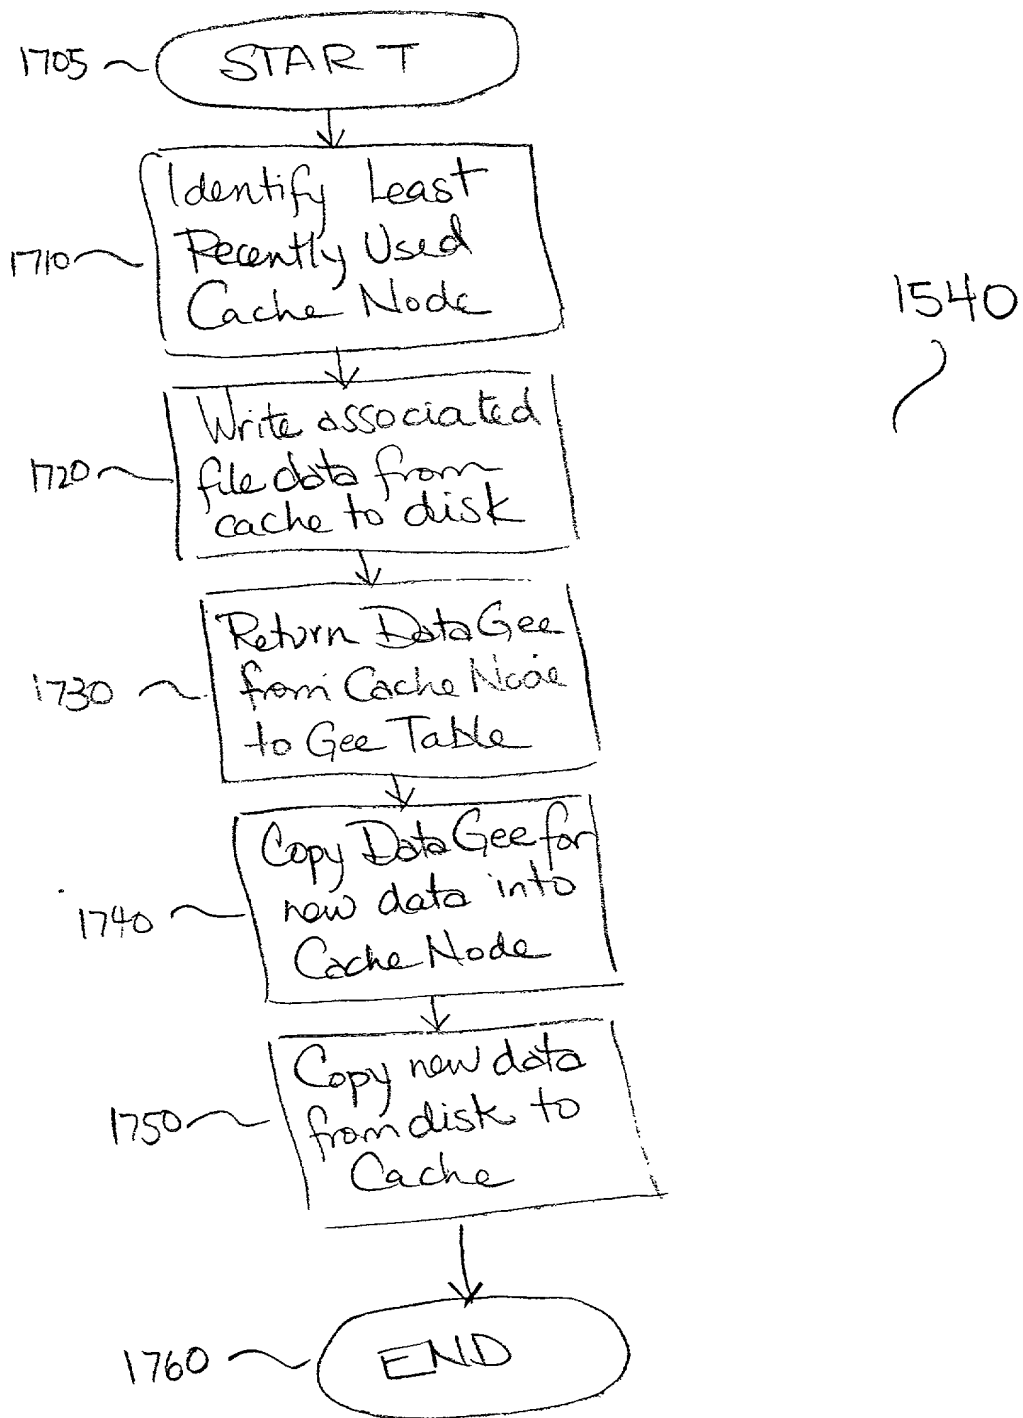 1705
START
1710
Identify Least
Recently Used
Cache Node
1540
1720
Write associated
file data from
cache to disk
1730
Return Data Gee
from Cache Node
to Gee Table
1740
Copy Data Gee for
new data into
Cache Node
1750
Copy new data
from disk to
Cache
1760
END